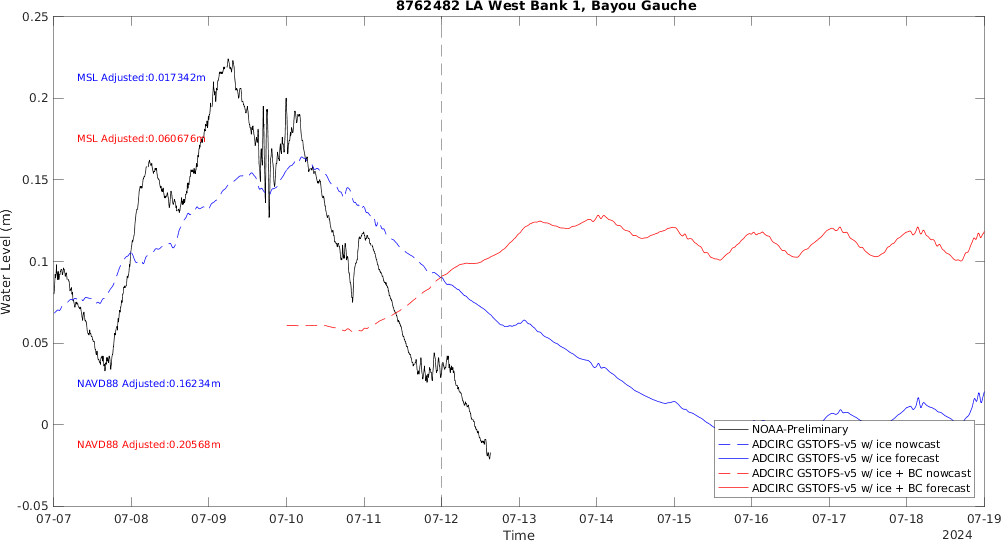 8762482 LA West Bank 1, Bayou Gauche
0.25
0.2
0.15
0.1
0.05
0
-0.05
Water Level (m)
MSL Adjusted:0.017342m
MSL Adjusted:0.060676m
NAVD88 Adjusted:0.16234m
NAVD88 Adjusted:0.20568m
NOAA-Preliminary
ADCIRC GSTOFS-v5 w/ ice nowcast
ADCIRC GSTOFS-v5 w/ ice forecast
ADCIRC GSTOFS-v5 w/ ice + BC nowcast
ADCIRC GSTOFS-v5 w/ ice + BC forecast
07-07 07-08 07-09 07-10 07-11 07-12 07-13 07-14 07-15 07-16 07-17 07-18 07-19
Time
2024